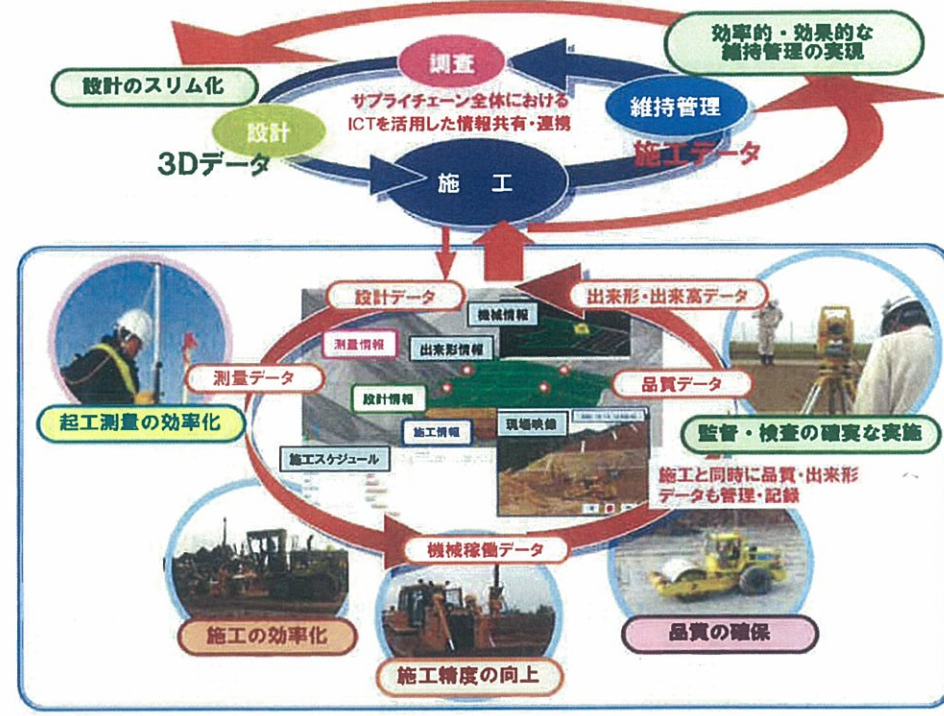 効率的・効果的な
維持管理の実現
調査
設計のスリム化
サプライチェーン全体における
ICTを活用した情報共有・連携
維持管理
設計
3Dデータ
施工データ
施 工
設計データ
出来形・出来高データ
機械情報
測量情報
出来形情報
測量データ
品質データ
設計情報
起工測量の効率化
施工情報
現場映像
監督・検査の確実な実施
施工スケジュール
施工と同時に品質・出来形
データも管理・記録
機械稼働データ
施工の効率化
品質の確保
施工精度の向上